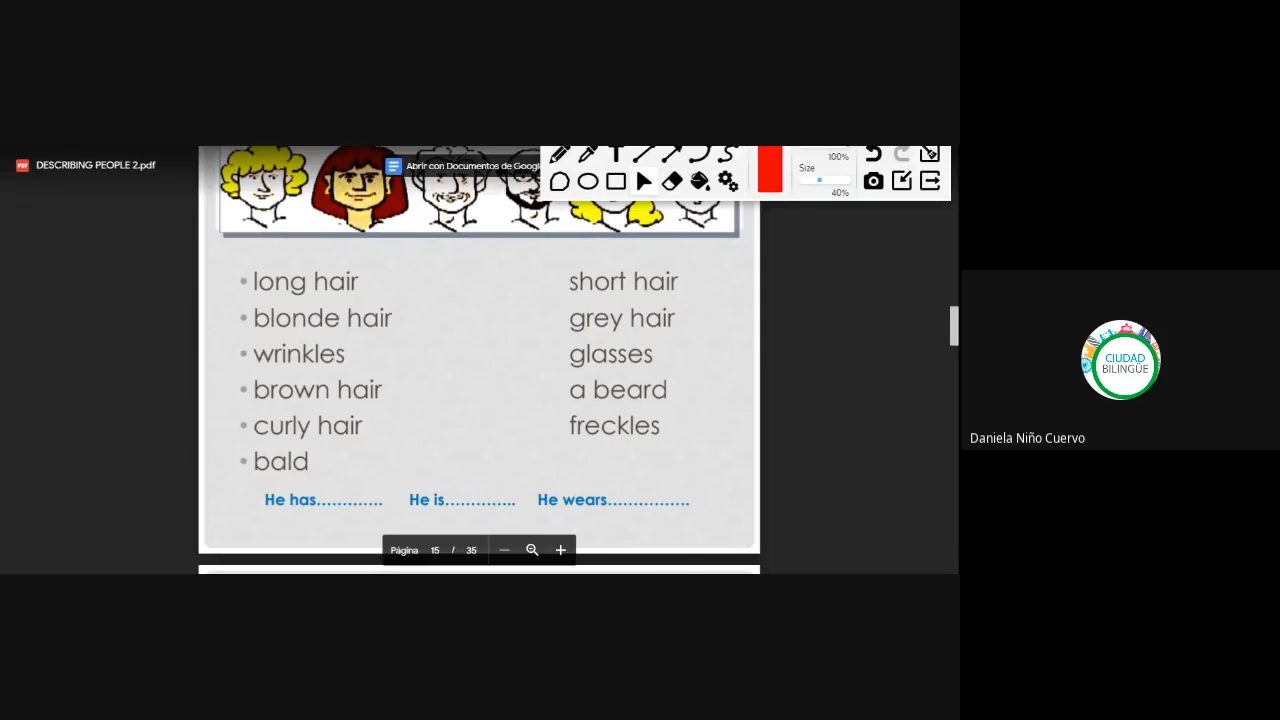 DESCRIBING PEOPLE 2.pdf
Abrir con Documentos de Google
100%
Size
40%
long hair
short hair
blonde hair
grey hair
wrinkles
glasses
brown hair
a beard
curly hair
freckles
bald
He has............. He is.............. He wears................
Página 15 / 35
CIUDAD
BILINGÜE
Daniela Niño Cuervo